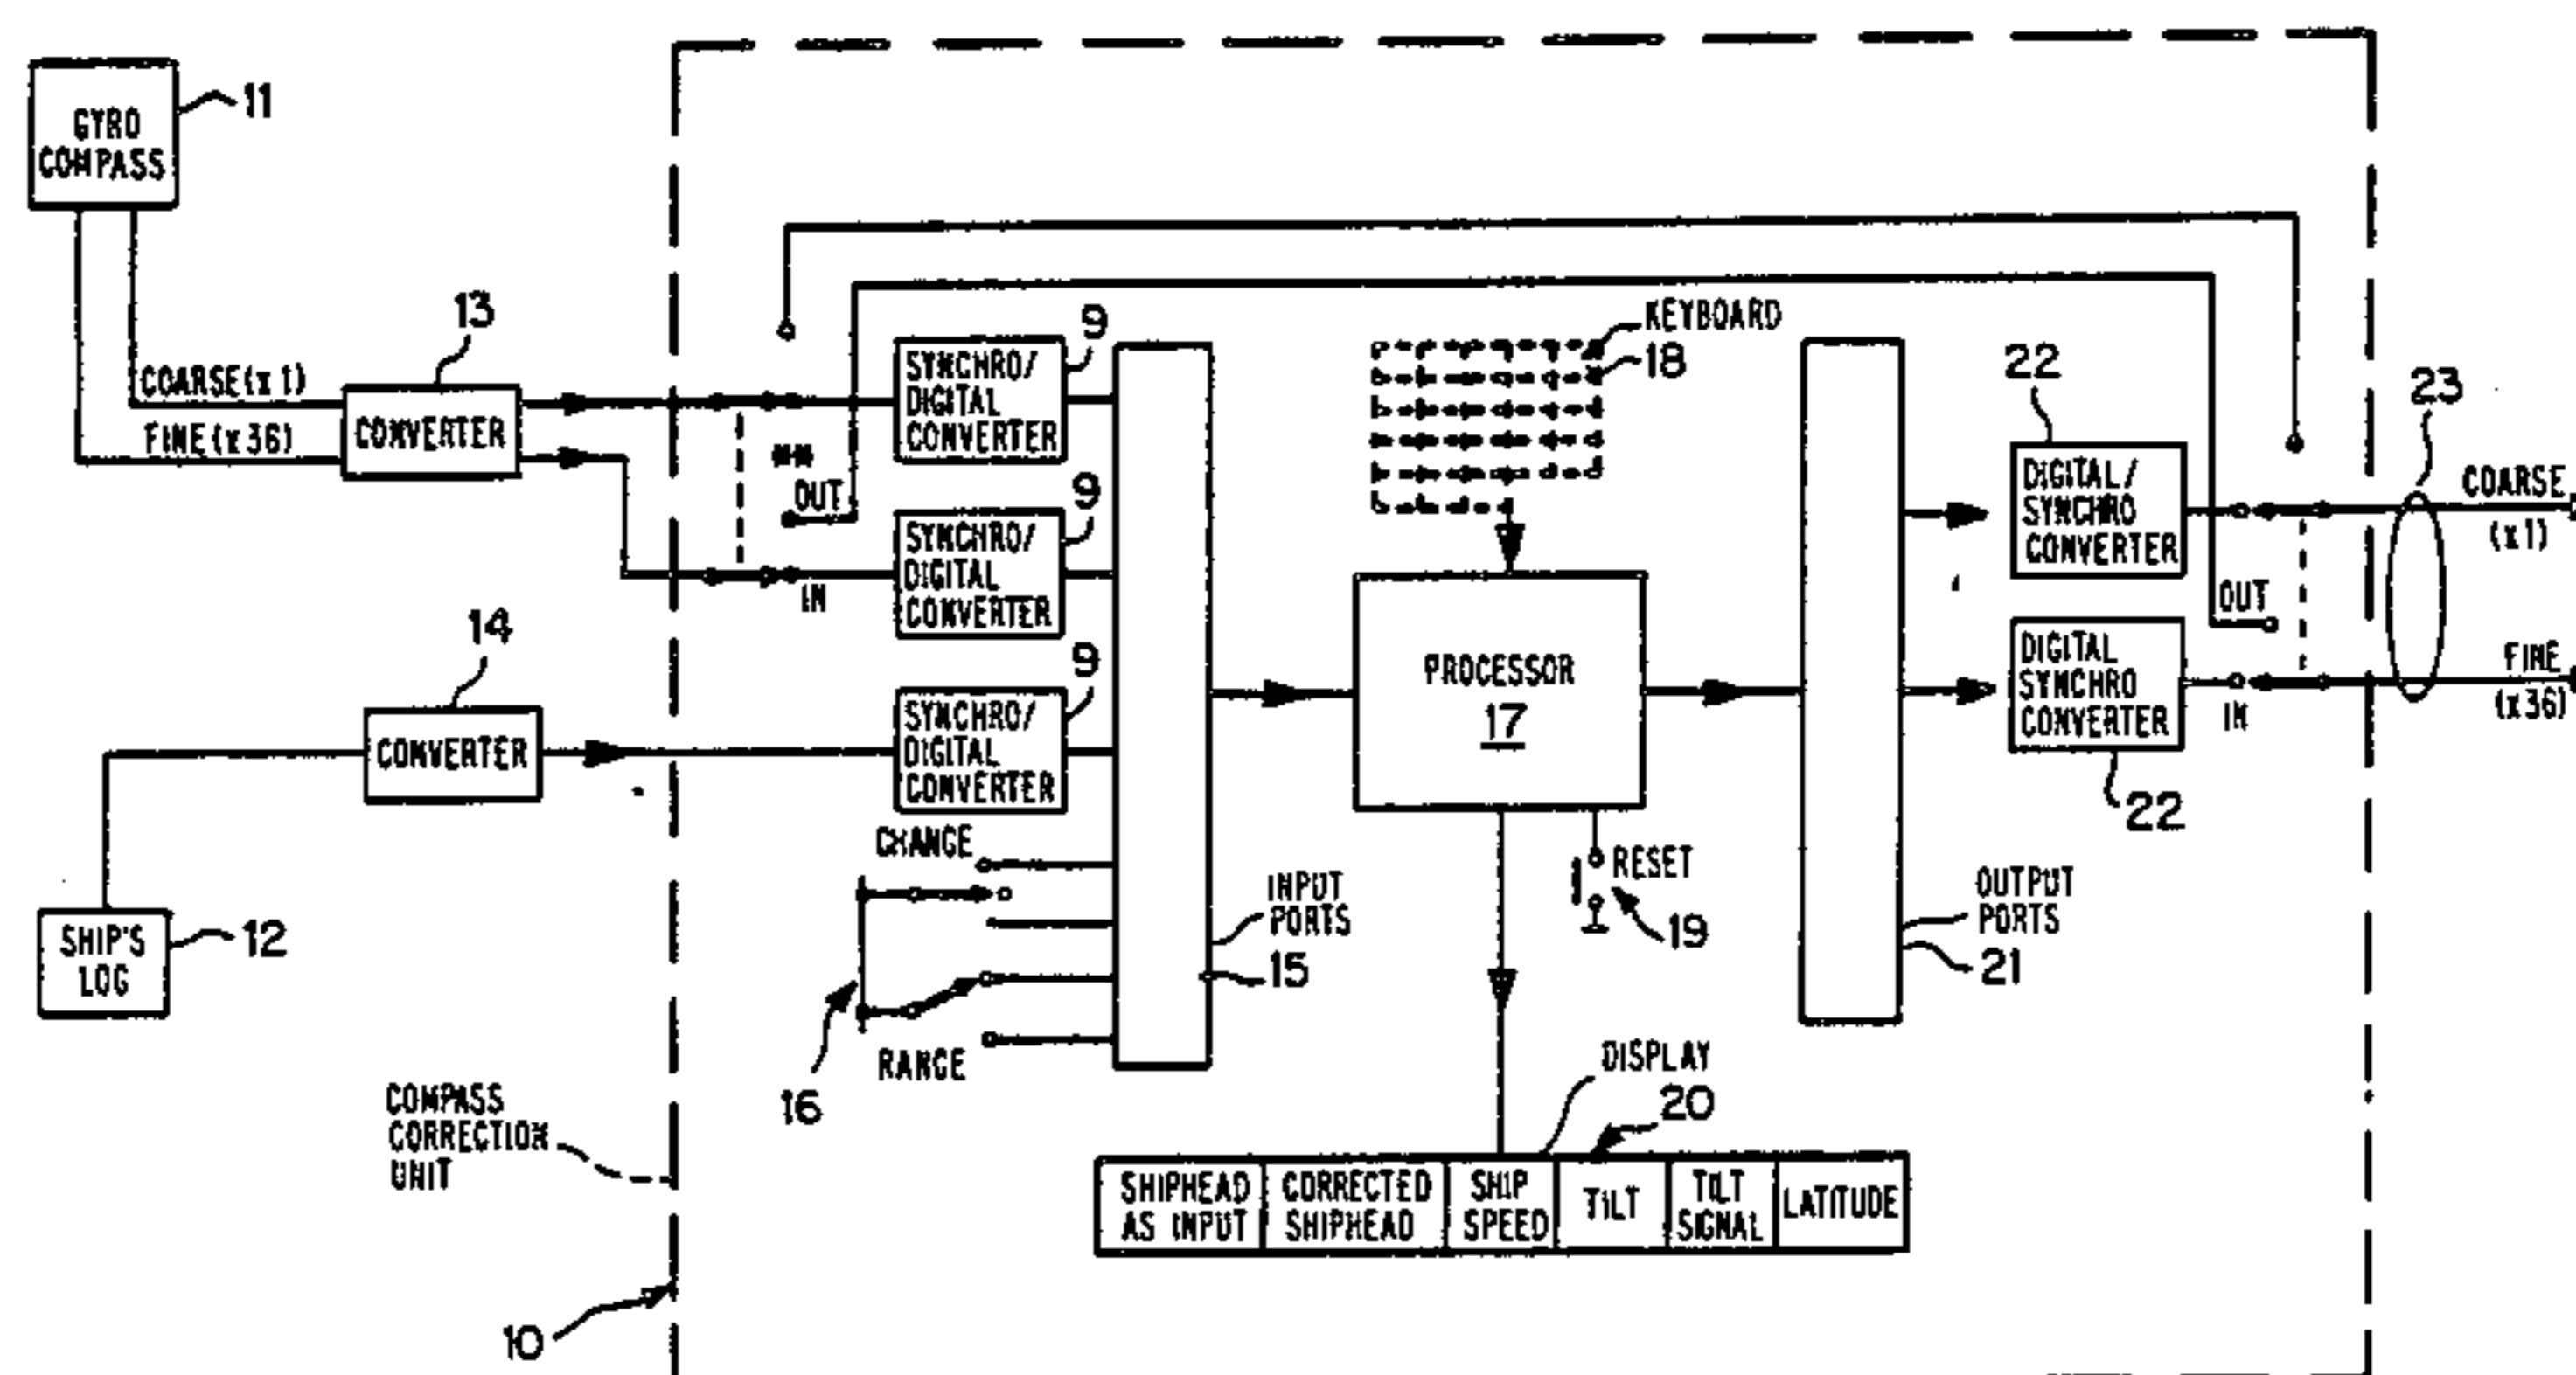 GYRO
COMPASS
11
13
COARSE (x 1)
FINE (x 36)
CONVERTER
14
CONVERTER
SHIP'S
LOG
12
COMPASS
CORRECTION
UNIT
10
OUT
IN
SYNCHRO/
DIGITAL
CONVERTER
9
SYNCHRO/
DIGITAL
CONVERTER
9
SYNCHRO/
DIGITAL
CONVERTER
9
CHANGE
RANGE
16
INPUT
PORTS
15
KEYBOARD
18
PROCESSOR
17
RESET
19
DISPLAY
20
SHIPHEAD
AS INPUT
CORRECTED
SHIPHEAD
SHIP
SPEED
TILT
TILT
SIGNAL
LATITUDE
OUTPUT
PORTS
21
22
DIGITAL/
SYNCHRO
CONVERTER
DIGITAL
SYNCHRO
CONVERTER
22
OUT
IN
23
COARSE
(x 1)
FINE
(x 36)